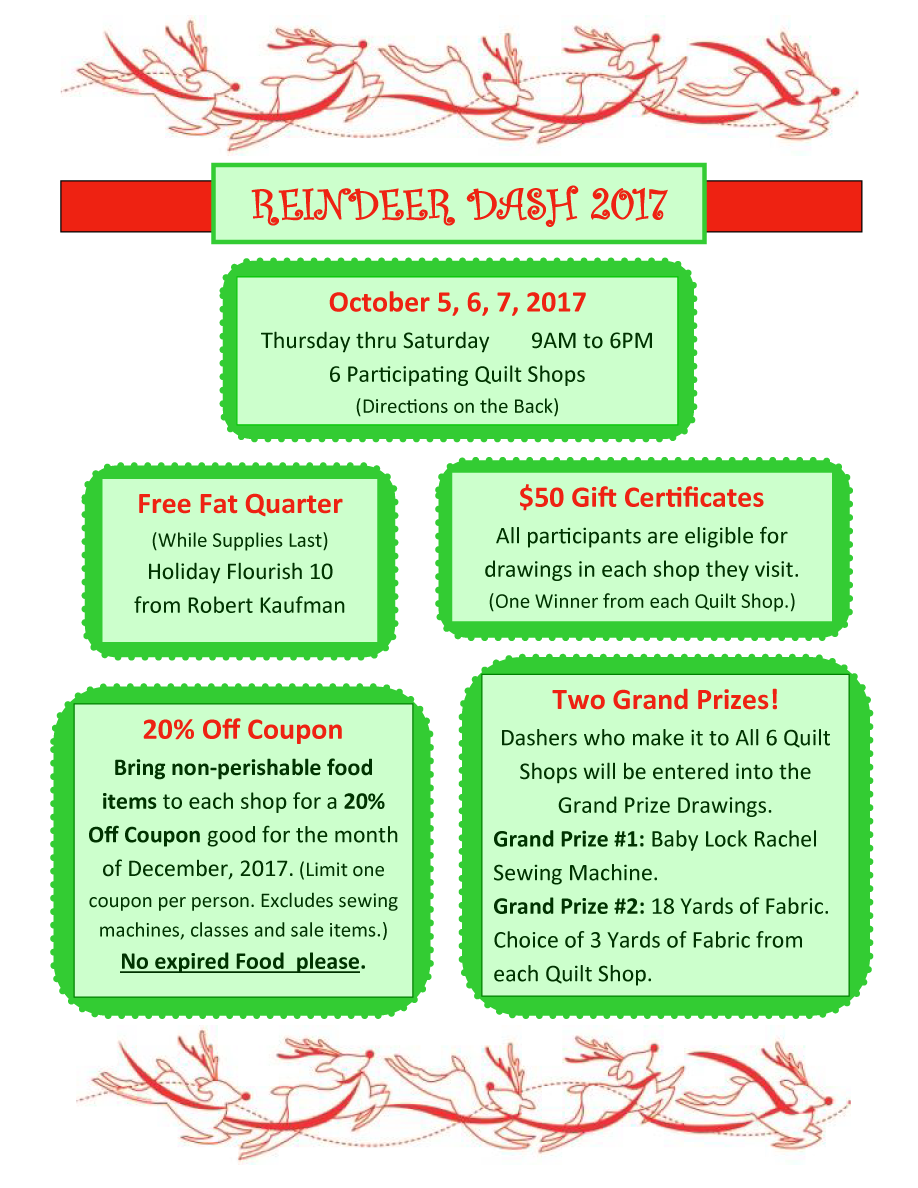 REINDEER DASH 2017
October 5, 6, 7, 2017
Thursday thru Saturday 9AM to 6PM
6 Participating Quilt Shops
(Directions on the Back)
Free Fat Quarter
(While Supplies Last)
Holiday Flourish 10
from Robert Kaufman
$50 Gift Certificates
All participants are eligible for
drawings in each shop they visit.
(One Winner from each Quilt Shop.)
20% Off Coupon
Bring non-perishable food
items to each shop for a 20%
Off Coupon good for the month
of December, 2017. (Limit one
coupon per person. Excludes sewing
machines, classes and sale items.)
No expired Food  please.
Two Grand Prizes!
Dashers who make it to All 6 Quilt
Shops will be entered into the
Grand Prize Drawings.
Grand Prize #1: Baby Lock Rachel
Sewing Machine.
Grand Prize #2: 18 Yards of Fabric.
Choice of 3 Yards of Fabric from
each Quilt Shop.